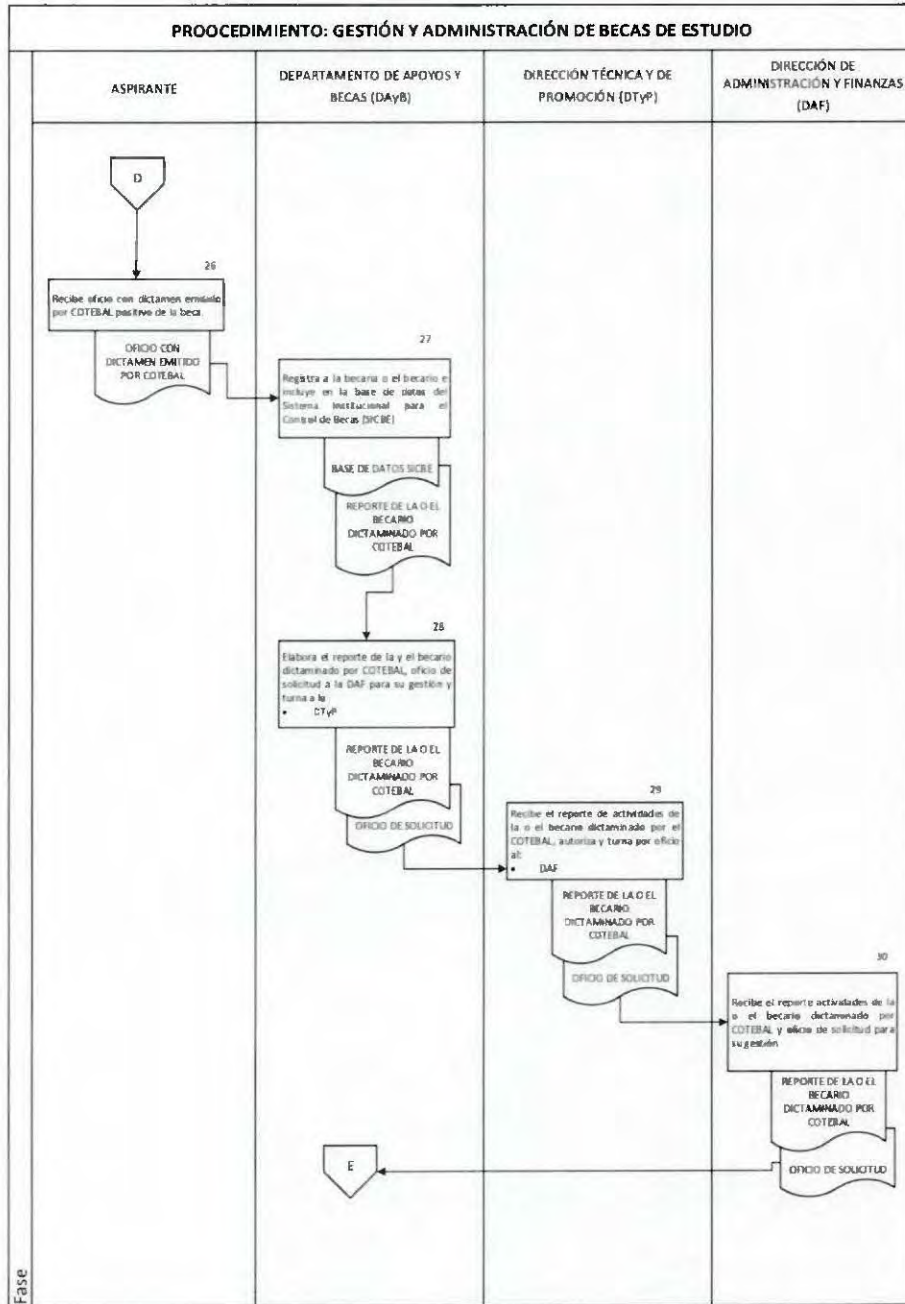 PROOCEDIMIENTO: GESTIÓN Y ADMINISTRACIÓN DE BECAS DE ESTUDIO
ASPIRANTE
DEPARTAMENTO DE APOYOS Y
BECAS (DAyB)
DIRECCIÓN TÉCNICA Y DE
PROMOCIÓN (DTyP)
DIRECCIÓN DE
ADMINISTRACIÓN Y FINANZAS
(DAF)
D
26
Recibe oficio con dictamen emitido
por COTEBAL positivo de la beca.
OFICIO CON
DICTAMEN EMITIDO
POR COTEBAL
27
Registra a la becaria o el becario e
incluye en la base de datos del
Sistema Institucional para el
Control de Becas (SICBE)
BASE DE DATOS SICBE
REPORTE DE LA O EL
BECARIO
DICTAMINADO POR
COTEBAL
28
Elabora el reporte de la y el becario
dictaminado por COTEBAL, oficio de
solicitud a la DAF para su gestión y
turna a la
• DTyP
REPORTE DE LA O EL
BECARIO
DICTAMINADO POR
COTEBAL
OFICIO DE SOLICITUD
29
Recibe el reporte de actividades de
la o el becario dictaminado por el
COTEBAL, autoriza y turna por oficio
al:
• DAF
REPORTE DE LA O EL
BECARIO
DICTAMINADO POR
COTEBAL
OFICIO DE SOLICITUD
30
Recibe el reporte actividades de la
o el becario dictaminado por
COTEBAL y oficio de solicitud para
su gestión
REPORTE DE LA O EL
BECARIO
DICTAMINADO POR
COTEBAL
OFICIO DE SOLICITUD
E
Fase